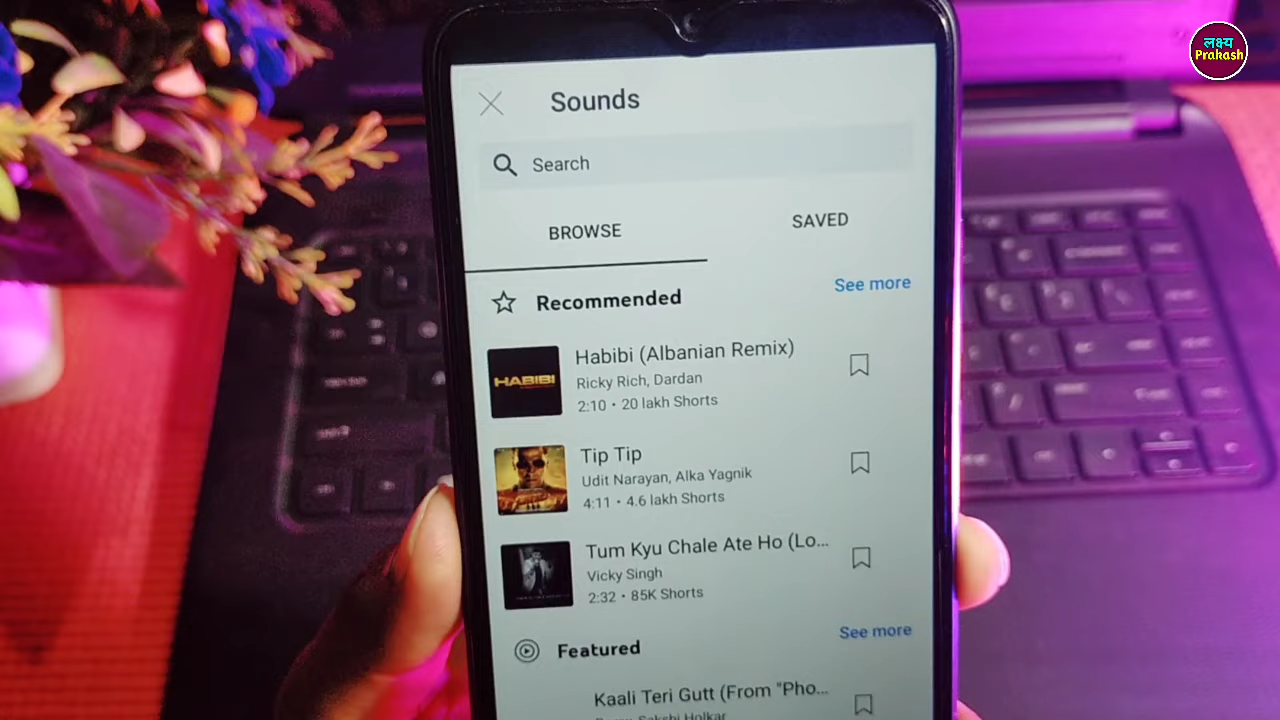 लक्ष्य
Prakash
Sounds
Search
BROWSE
SAVED
Recommended
See more
HABIBI
Habibi (Albanian Remix)
Ricky Rich, Dardan
2:10 • 20 lakh Shorts
Tip Tip
Udit Narayan, Alka Yagnik
4:11 • 4.6 lakh Shorts
Tum Kyu Chale Ate Ho (Lo...
Vicky Singh
2:32 • 85K Shorts
Featured
See more
Kaali Teri Gutt (From "Pho...
Sakshi Holkar